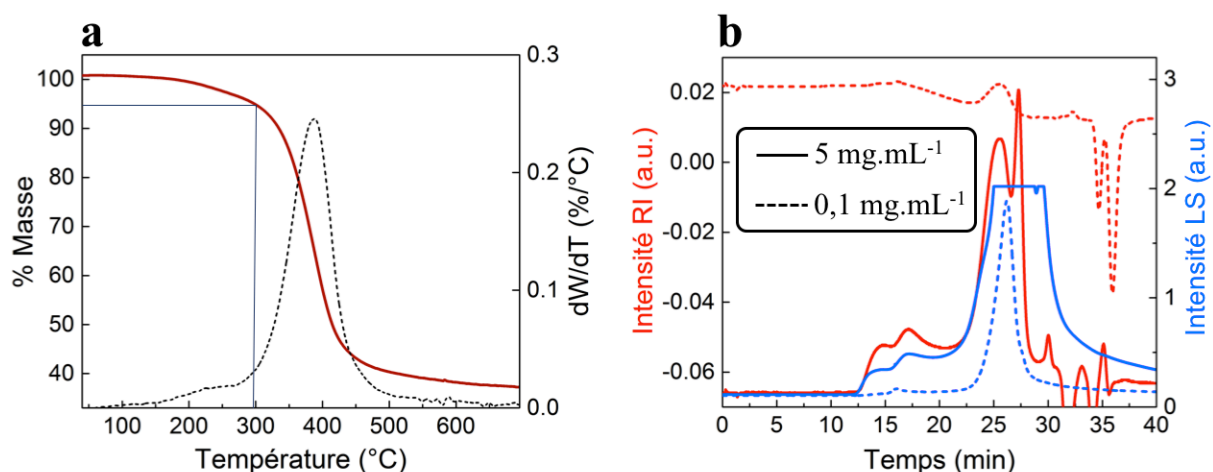 a
% Masse
100
90
80
70
60
50
40
0.3
0.2
0.1
0.0
dW/dT (%/°C)
100 200 300 400 500 600
Température (°C)
b
Intensité RI (a.u.)
0.02
0.00
-0.02
-0.04
-0.06
5 mg.mL⁻¹
0,1 mg.mL⁻¹
3
2
1
0
Intensité LS (a.u.)
0 5 10 15 20 25 30 35 40
Temps (min)